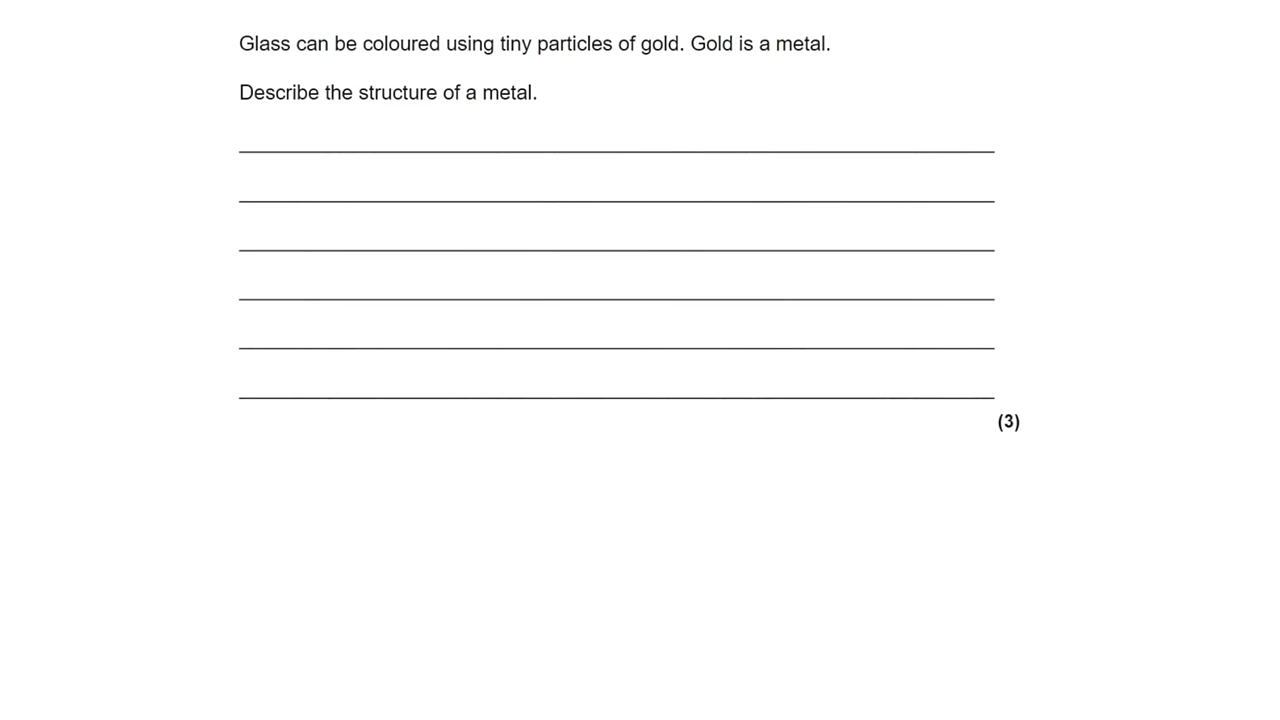 Glass can be coloured using tiny particles of gold. Gold is a metal.
Describe the structure of a metal.
(3)